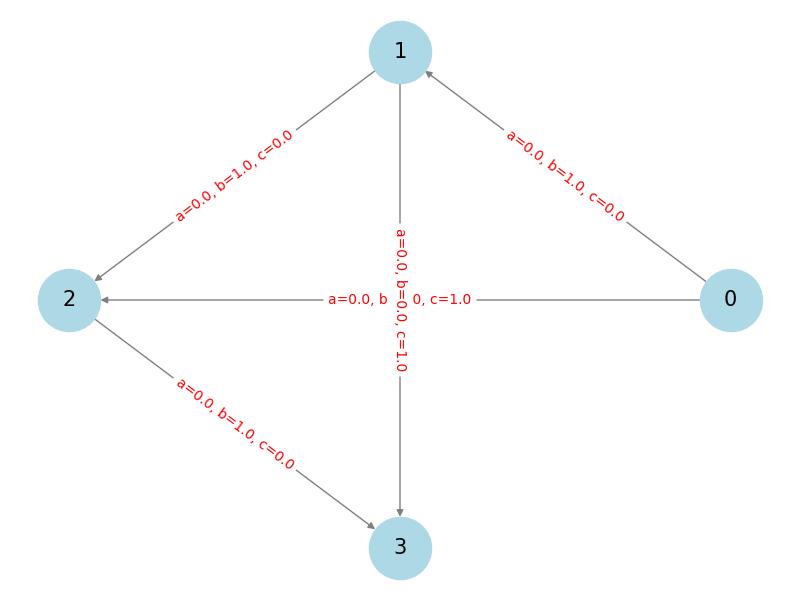 1
a=0.0, b=1.0, c=0.0
a=0.0, b=1.0, c=0.0
a=0.0, b=0.0, c=1.0
2
a=0.0, b 0, c=1.0
0
a=0.0, b=1.0, c=0.0
3